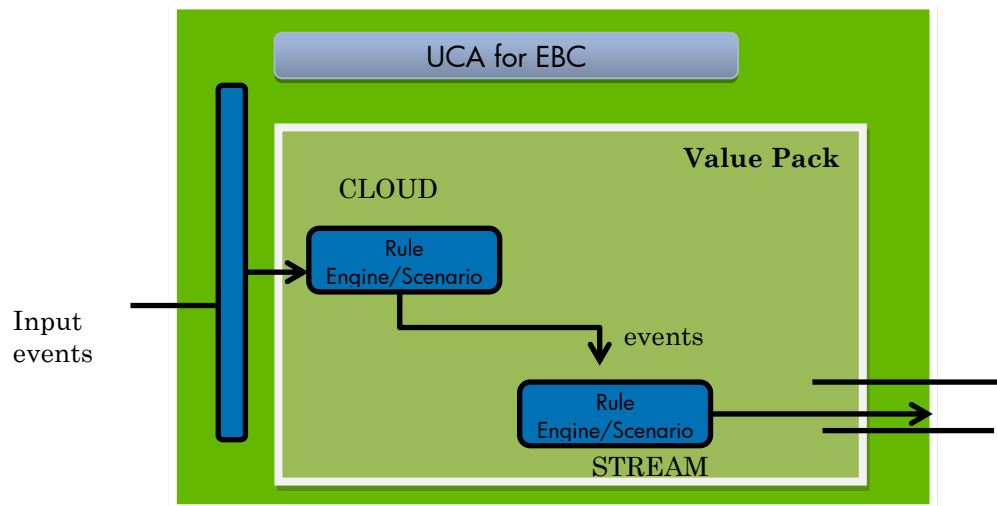 UCA for EBC
Value Pack
CLOUD
Rule
Engine/Scenario
Input
events
events
Rule
Engine/Scenario
STREAM